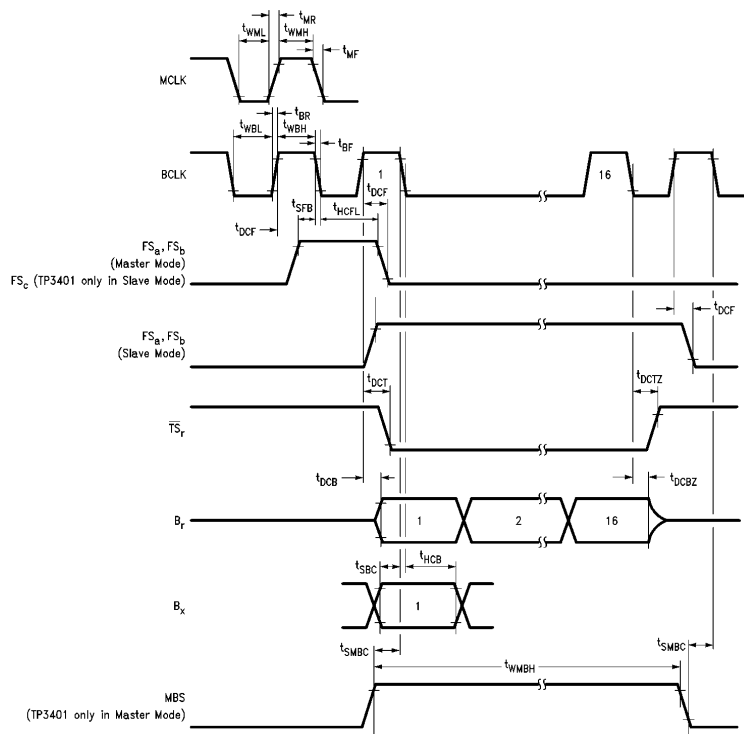 tMR
tWML tWMH
tMF
MCLK
tBR
tWBL tWBH
tBF
BCLK 1 16
tDCF
tSFB tHCFL
tDCF
FSa, FSb
(Master Mode)
FSc (TP3401 only in Slave Mode)
tDCF
FSa, FSb
(Slave Mode)
tDCT tDCTZ
TSr
tDCB tDCBZ
Br 1 2 16
tSBC tHCB
Bx 1
tSMBC tWMBH tSMBC
MBS
(TP3401 only in Master Mode)